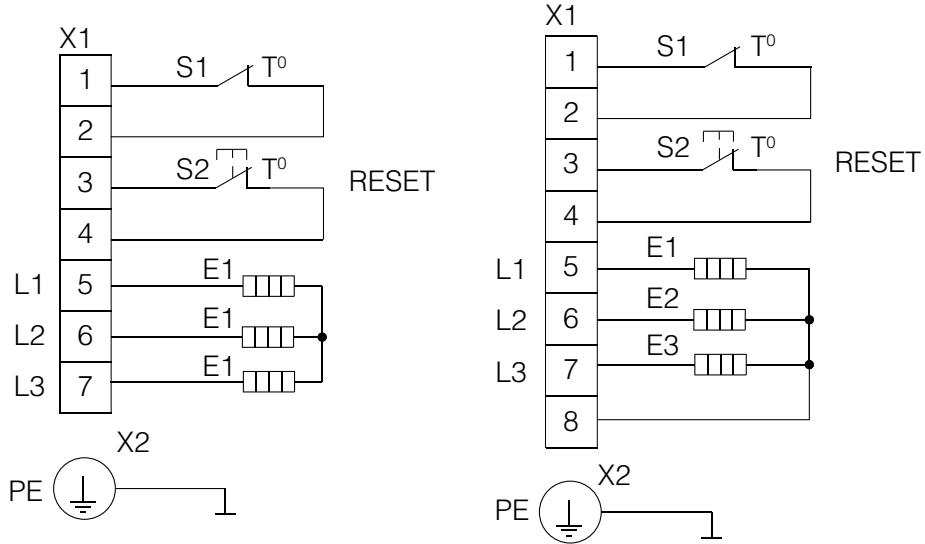 X1
1 S1 T⁰
2
3 S2 T⁰ RESET
4
L1 5 E1
L2 6 E1
L3 7 E1
X2
PE
X1
1 S1 T⁰
2
3 S2 T⁰ RESET
4
L1 5 E1
L2 6 E2
L3 7 E3
8
X2
PE